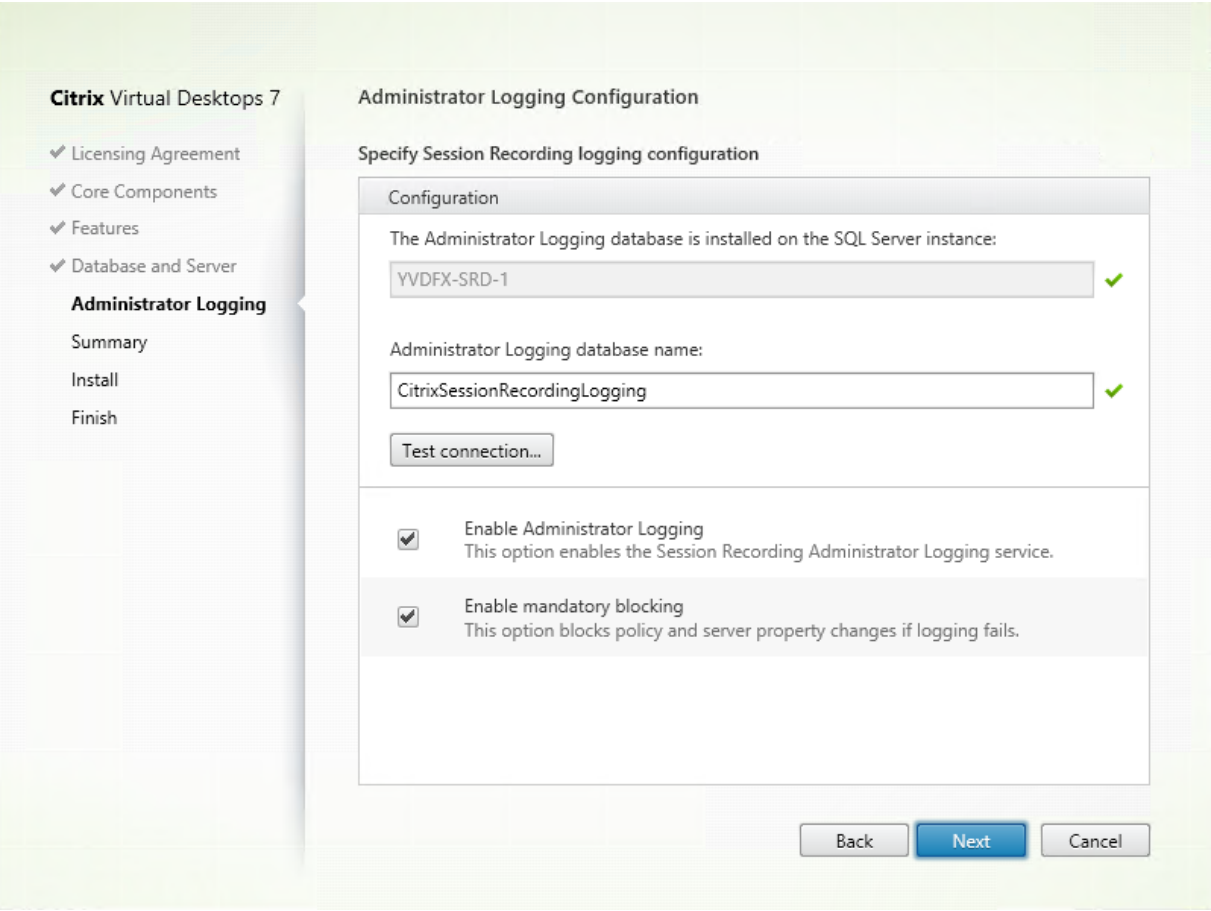 Citrix Virtual Desktops 7
Licensing Agreement
Core Components
Features
Database and Server
Administrator Logging
Summary
Install
Finish
Administrator Logging Configuration
Specify Session Recording logging configuration
Configuration
The Administrator Logging database is installed on the SQL Server instance:
YVDFX-SRD-1
Administrator Logging database name:
CitrixSessionRecordingLogging
Test connection...
Enable Administrator Logging
This option enables the Session Recording Administrator Logging service.
Enable mandatory blocking
This option blocks policy and server property changes if logging fails.
Back
Next
Cancel